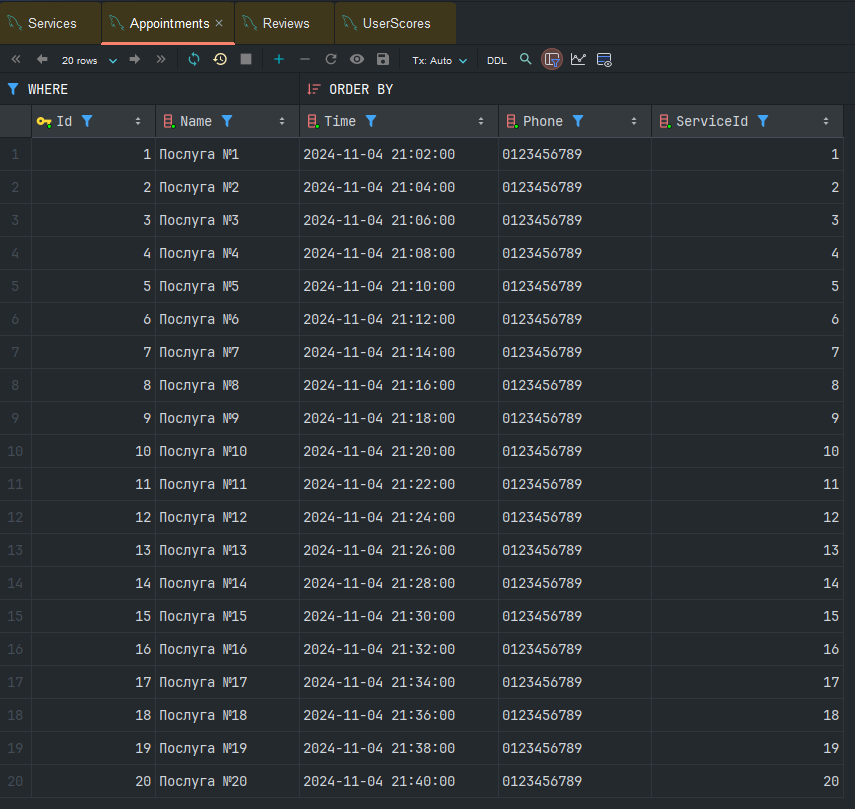 Services Appointments Reviews UserScores
20 rows Tx: Auto DDL
WHERE ORDER BY
Id Name Time Phone ServiceId
1 1 Послуга №1 2024-11-04 21:02:00 0123456789 1
2 2 Послуга №2 2024-11-04 21:04:00 0123456789 2
3 3 Послуга №3 2024-11-04 21:06:00 0123456789 3
4 4 Послуга №4 2024-11-04 21:08:00 0123456789 4
5 5 Послуга №5 2024-11-04 21:10:00 0123456789 5
6 6 Послуга №6 2024-11-04 21:12:00 0123456789 6
7 7 Послуга №7 2024-11-04 21:14:00 0123456789 7
8 8 Послуга №8 2024-11-04 21:16:00 0123456789 8
9 9 Послуга №9 2024-11-04 21:18:00 0123456789 9
10 10 Послуга №10 2024-11-04 21:20:00 0123456789 10
11 11 Послуга №11 2024-11-04 21:22:00 0123456789 11
12 12 Послуга №12 2024-11-04 21:24:00 0123456789 12
13 13 Послуга №13 2024-11-04 21:26:00 0123456789 13
14 14 Послуга №14 2024-11-04 21:28:00 0123456789 14
15 15 Послуга №15 2024-11-04 21:30:00 0123456789 15
16 16 Послуга №16 2024-11-04 21:32:00 0123456789 16
17 17 Послуга №17 2024-11-04 21:34:00 0123456789 17
18 18 Послуга №18 2024-11-04 21:36:00 0123456789 18
19 19 Послуга №19 2024-11-04 21:38:00 0123456789 19
20 20 Послуга №20 2024-11-04 21:40:00 0123456789 20